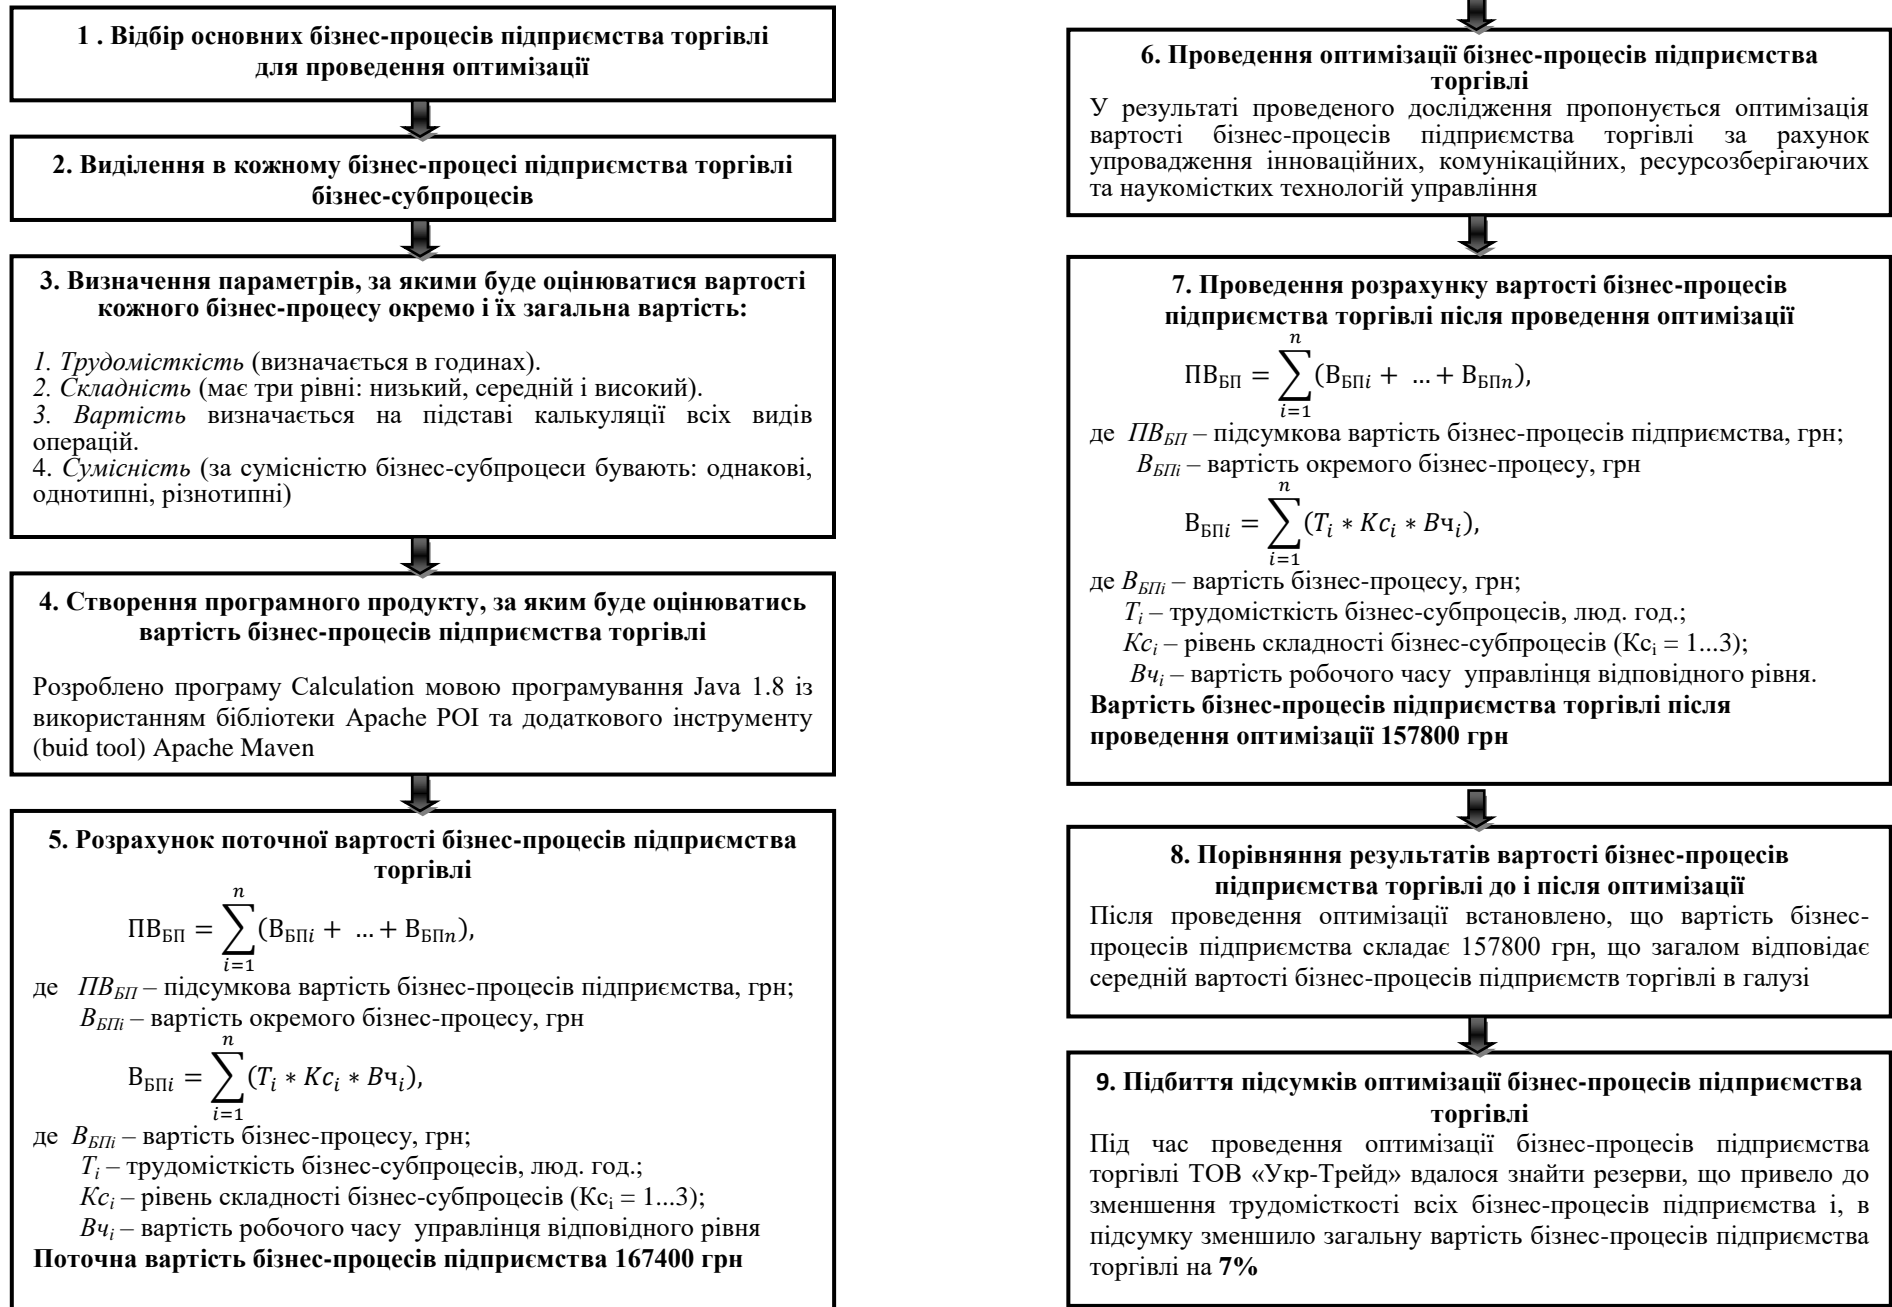 1 . Відбір основних бізнес-процесів підприємства торгівлі
для проведення оптимізації
2. Виділення в кожному бізнес-процесі підприємства торгівлі
бізнес-субпроцесів
3. Визначення параметрів, за якими буде оцінюватися вартості
кожного бізнес-процесу окремо і їх загальна вартість:
1. Трудомісткість (визначається в годинах).
2. Складність (має три рівні: низький, середній і високий).
3. Вартість визначається на підставі калькуляції всіх видів
операцій.
4. Сумісність (за сумісністю бізнес-субпроцеси бувають: однакові,
однотипні, різнотипні)
4. Створення програмного продукту, за яким буде оцінюватись
вартість бізнес-процесів підприємства торгівлі
Розроблено програму Calculation мовою програмування Java 1.8 із
використанням бібліотеки Apache POI та додаткового інструменту
(buid tool) Apache Maven
5. Розрахунок поточної вартості бізнес-процесів підприємства
торгівлі
ПВ_БП = ∑_{i=1}^{n}(В_БПi + … + В_БПn),
де ПВ_БП – підсумкова вартість бізнес-процесів підприємства, грн;
В_БПi – вартість окремого бізнес-процесу, грн
В_БПi = ∑_{i=1}^{n}(T_i * Kc_i * Bч_i),
де В_БПi – вартість бізнес-процесу, грн;
Т_i – трудомісткість бізнес-субпроцесів, люд. год.;
Кс_i – рівень складності бізнес-субпроцесів (Кс_i = 1...3);
Вч_i – вартість робочого часу управлінця відповідного рівня
Поточна вартість бізнес-процесів підприємства 167400 грн
6. Проведення оптимізації бізнес-процесів підприємства
торгівлі
У результаті проведеного дослідження пропонується оптимізація
вартості бізнес-процесів підприємства торгівлі за рахунок
упровадження інноваційних, комунікаційних, ресурсозберігаючих
та наукомістких технологій управління
7. Проведення розрахунку вартості бізнес-процесів
підприємства торгівлі після проведення оптимізації
ПВ_БП = ∑_{i=1}^{n}(В_БПi + … + В_БПn),
де ПВ_БП – підсумкова вартість бізнес-процесів підприємства, грн;
В_БПi – вартість окремого бізнес-процесу, грн
В_БПi = ∑_{i=1}^{n}(T_i * Kc_i * Bч_i),
де В_БПi – вартість бізнес-процесу, грн;
Т_i – трудомісткість бізнес-субпроцесів, люд. год.;
Кс_i – рівень складності бізнес-субпроцесів (Кс_i = 1...3);
Вч_i – вартість робочого часу управлінця відповідного рівня.
Вартість бізнес-процесів підприємства торгівлі після
проведення оптимізації 157800 грн
8. Порівняння результатів вартості бізнес-процесів
підприємства торгівлі до і після оптимізації
Після проведення оптимізації встановлено, що вартість бізнес-
процесів підприємства складає 157800 грн, що загалом відповідає
середній вартості бізнес-процесів підприємств торгівлі в галузі
9. Підбиття підсумків оптимізації бізнес-процесів підприємства
торгівлі
Під час проведення оптимізації бізнес-процесів підприємства
торгівлі ТОВ «Укр-Трейд» вдалося знайти резерви, що привело до
зменшення трудомісткості всіх бізнес-процесів підприємства і, в
підсумку зменшило загальну вартість бізнес-процесів підприємства
торгівлі на 7%